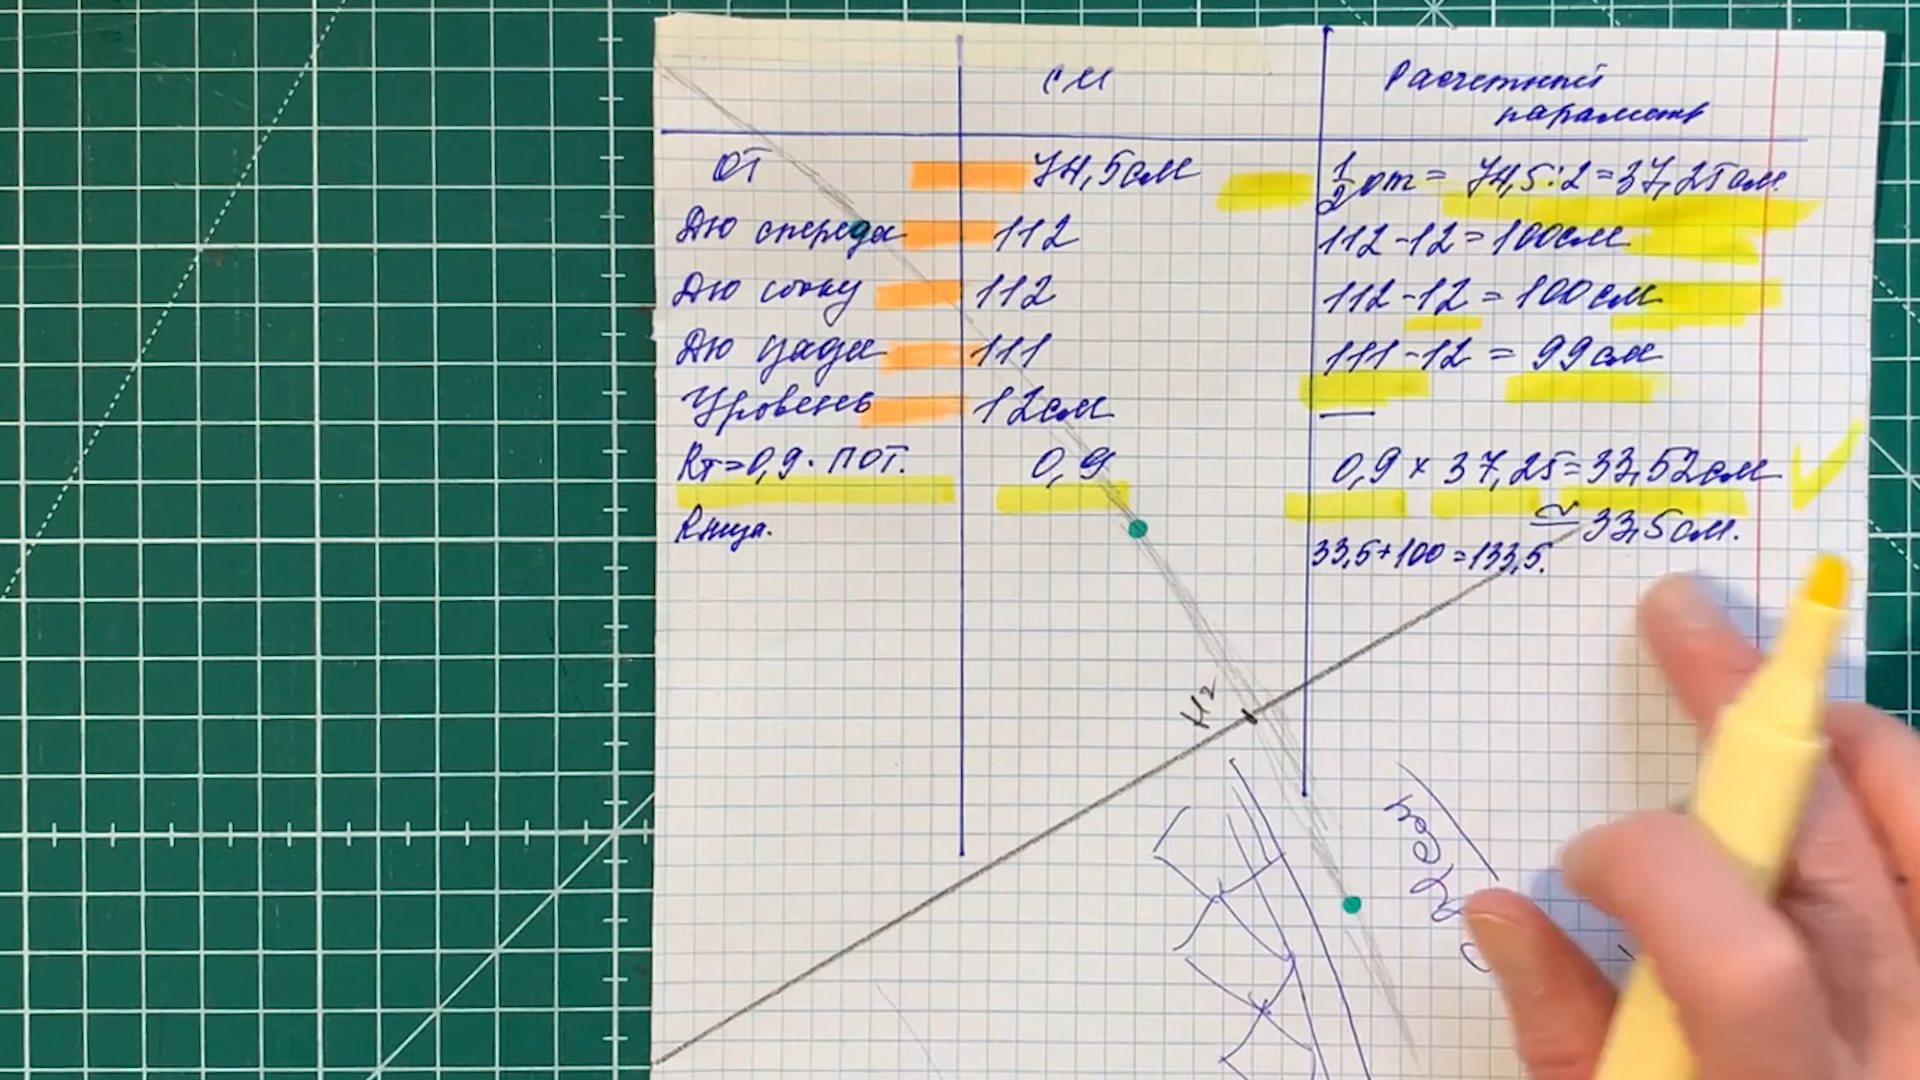 см Расчетный
параметр
ОТ 74,5см 1/2 от = 74,5:2=37,25см.
Дю спереди 112 112-12=100см
Дю сбоку 112 112-12=100см
Дю сзади 111 111-12=99см
Уровень 12см —
Rт=0,9·ПОТ. 0,9 0,9×37,25=33,52см
Rниза. ≃33,5см.
33,5+100=133,5.
Н2